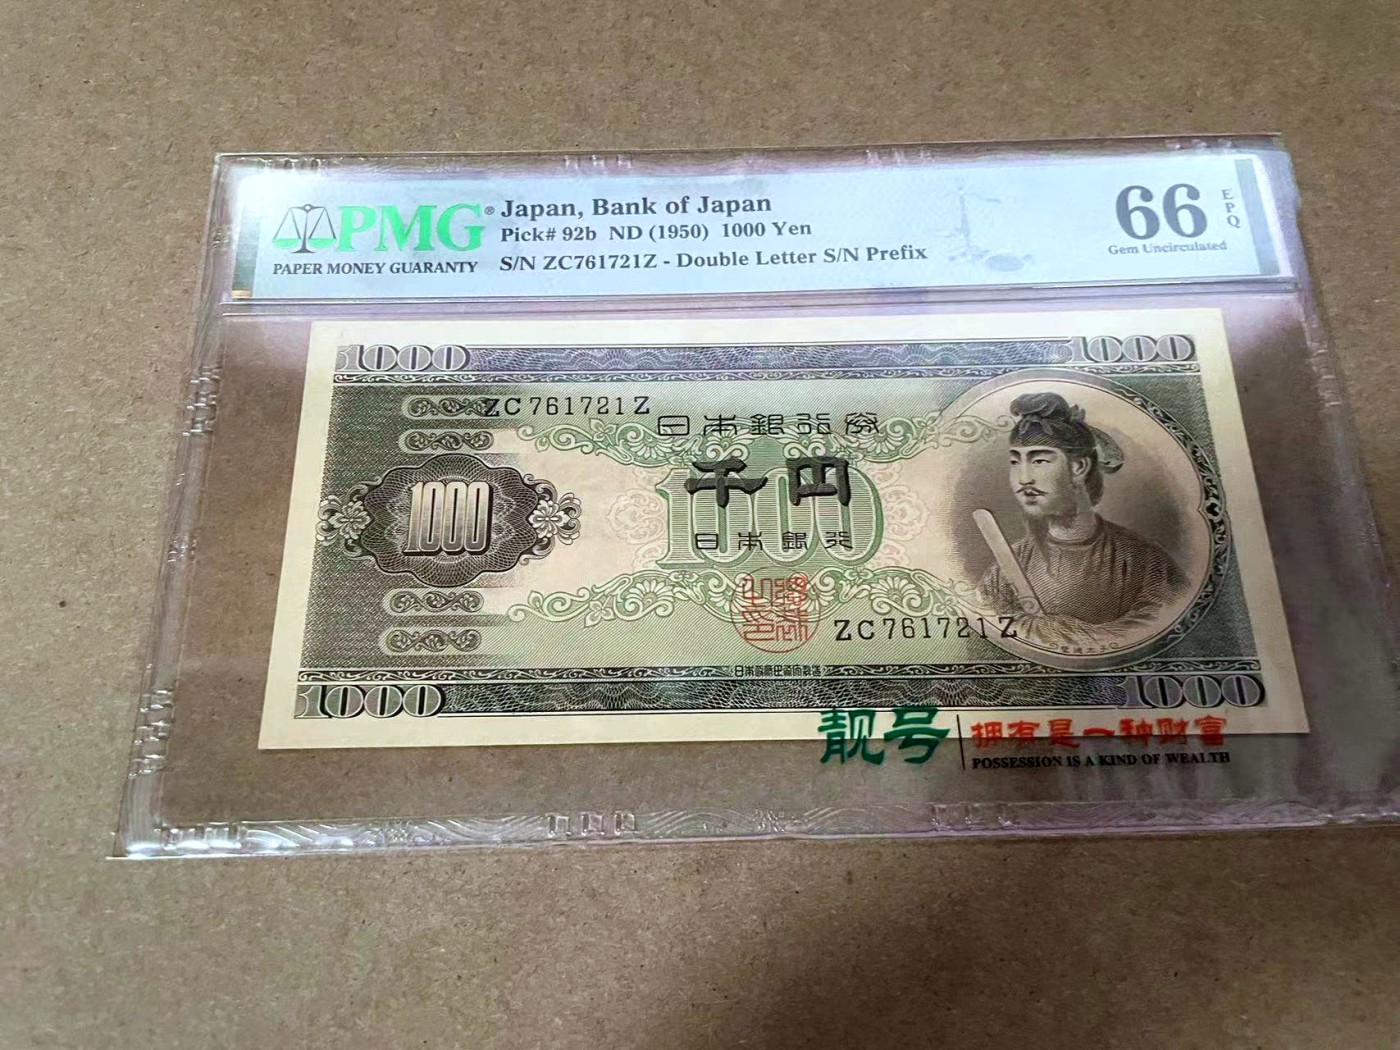 PMG®
PAPER MONEY GUARANTY
Japan, Bank of Japan
Pick# 92b ND (1950) 1000 Yen
S/N ZC761721Z - Double Letter S/N Prefix
66
EPQ
Gem Uncirculated
1000
1000
ZC761721Z
日本銀行券
千円
1000
1000
日本銀行
ZC761721Z
1000
1000
靓号
拥有是一种财富
POSSESSION IS A KIND OF WEALTH